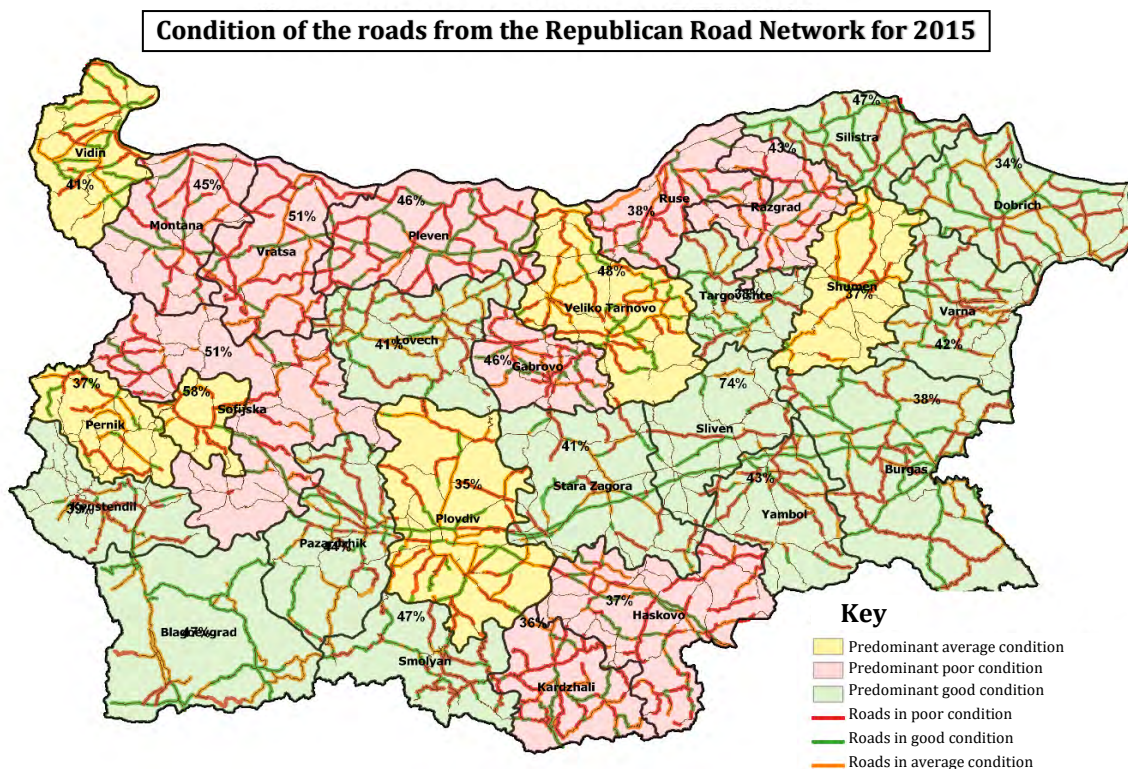 Condition of the roads from the Republican Road Network for 2015
47%
Silistra
Vidin
43%
34%
41%
45%
46%
Ruse
Razgrad
Dobrich
38%
Montana
51%
Vratsa
Pleven
48%
Targovishte
Shumen
37%
Veliko Tarnovo
Varna
51%
41%
Lovech
46%
Gabrovo
42%
37%
58%
Sofijska
74%
38%
Pernik
Sliven
41%
Burgas
35%
Stara Zagora
43%
Kyustendil
Plovdiv
Yambol
Pazardzhik
47%
37%
Haskovo
Blagoevgrad
47%
36%
Smolyan
Kardzhali
Key
Predominant average condition
Predominant poor condition
Predominant good condition
Roads in poor condition
Roads in good condition
Roads in average condition